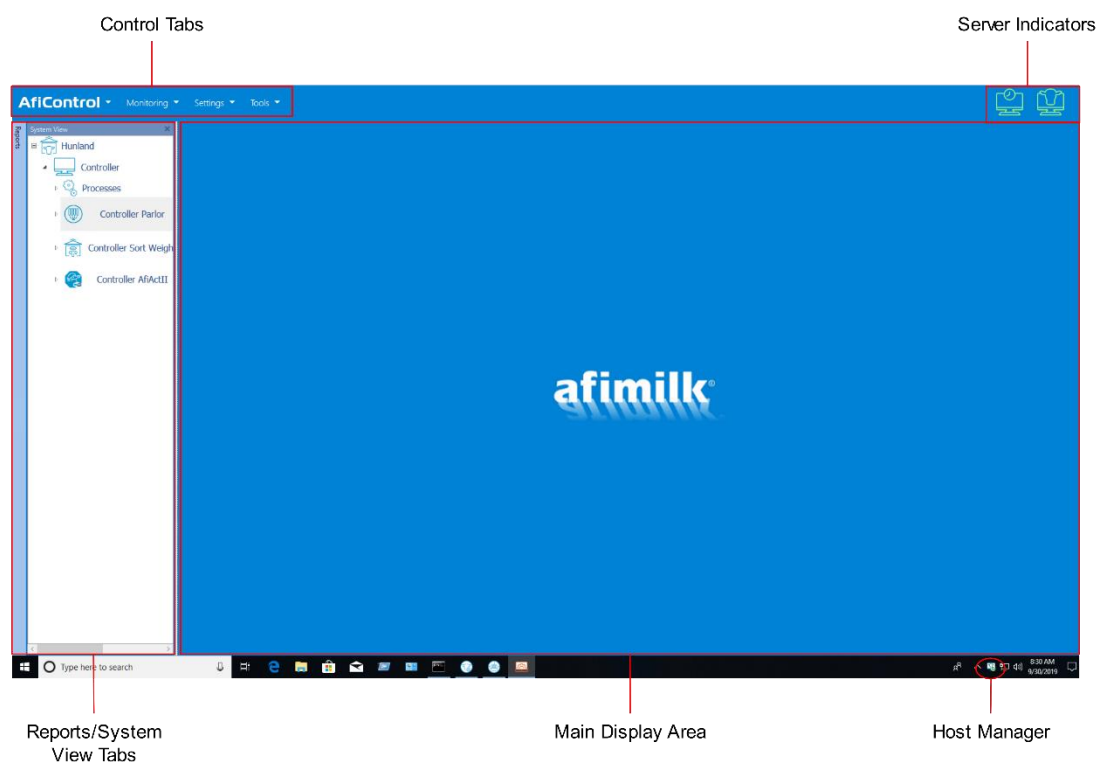 Control Tabs
Server Indicators
AfiControl Monitoring Settings Tools
Reports
System View
Hunland
Controller
Processes
Controller Parlor
Controller Sort Weigh
Controller AfiActII
afimilk®
Type here to search
8:30 AM
9/30/2019
Reports/System
View Tabs
Main Display Area
Host Manager